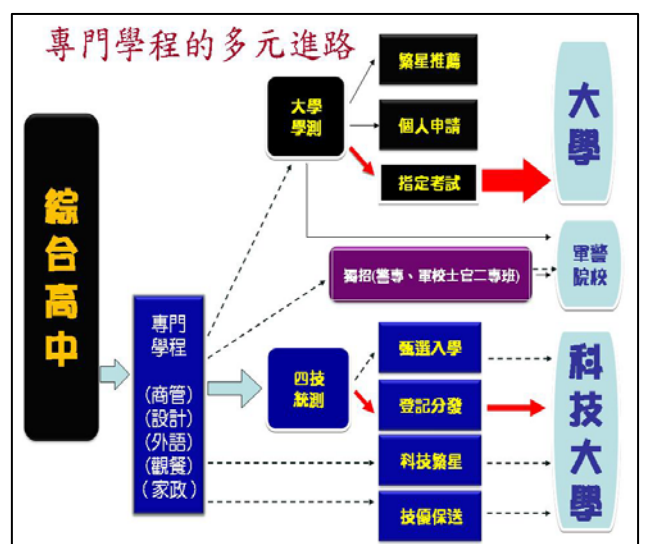 專門學程的多元進路
綜合高中
專門
學程
(商管)
(設計)
(外語)
(觀餐)
(家政)
大學
學測
繁星推薦
個人申請
指定考試
大學
獨招(警專、軍校士官二專班)
軍警
院校
四技
統測
甄選入學
登記分發
科技繁星
技優保送
科技大學